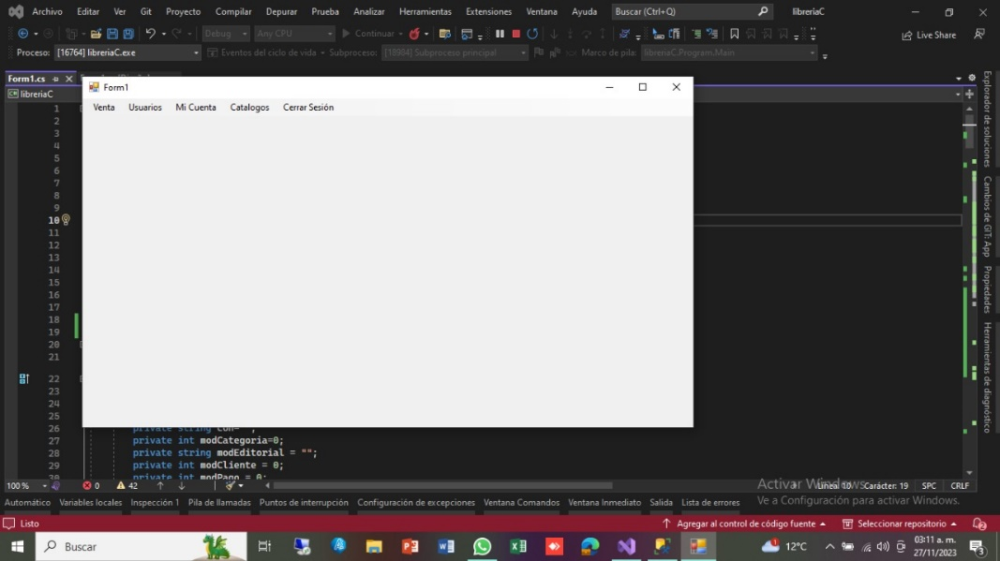 Archivo Editar Ver Git Proyecto Compilar Depurar Prueba Analizar Herramientas Extensiones Ventana Ayuda Buscar (Ctrl+Q) libreriaC
Debug Any CPU Continuar Live Share
Proceso: [16764] libreriaC.exe Eventos del ciclo de vida Subproceso: [18984] Subproceso principal Marco de pila: libreriaC.Program.Main
Form1.cs
libreriaC
Form1
Venta Usuarios Mi Cuenta Catalogos Cerrar Sesión
1
2
3
4
5
6
7
8
9
10
11
12
13
14
15
16
17
18
19
20
21
22
23
24
25
26 private string con= "";
27 private int modCategoria=0;
28 private string modEditorial = "";
29 private int modCliente = 0;
30 private int modPago = 0;
Explorador de soluciones
Cambios de GIT: App
Propiedades
Herramientas de diagnóstico
100 % 0 42 Línea: 10 Carácter: 19 SPC CRLF
Activar Windows
Ve a Configuración para activar Windows.
Automático Variables locales Inspección 1 Pila de llamadas Puntos de interrupción Configuración de excepciones Ventana Comandos Ventana Inmediato Salida Lista de errores
Listo Agregar al control de código fuente Seleccionar repositorio 2
Buscar 12°C 03:11 a. m.
27/11/2023 3